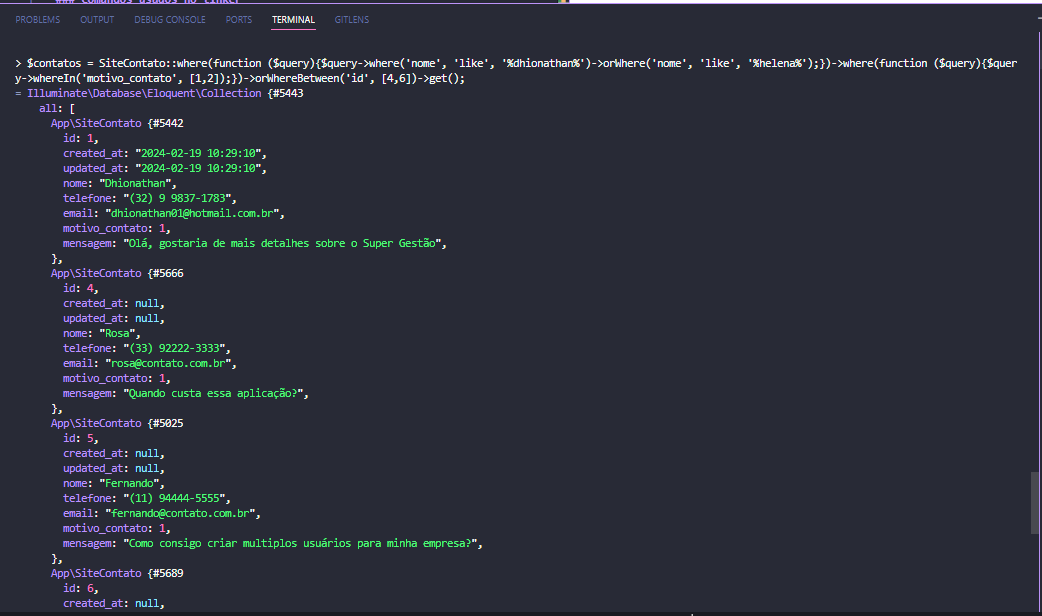 PROBLEMS OUTPUT DEBUG CONSOLE PORTS TERMINAL GITLENS
> $contatos = SiteContato::where(function ($query){$query->where('nome', 'like', '%dhionathan%')->orWhere('nome', 'like', '%helena%');})->where(function ($query){$quer
y->whereIn('motivo_contato', [1,2]);})->orWhereBetween('id', [4,6])->get();
= Illuminate\Database\Eloquent\Collection {#5443
all: [
App\SiteContato {#5442
id: 1,
created_at: "2024-02-19 10:29:10",
updated_at: "2024-02-19 10:29:10",
nome: "Dhionathan",
telefone: "(32) 9 9837-1783",
email: "dhionathan01@hotmail.com.br",
motivo_contato: 1,
mensagem: "Olá, gostaria de mais detalhes sobre o Super Gestão",
},
App\SiteContato {#5666
id: 4,
created_at: null,
updated_at: null,
nome: "Rosa",
telefone: "(33) 92222-3333",
email: "rosa@contato.com.br",
motivo_contato: 1,
mensagem: "Quando custa essa aplicação?",
},
App\SiteContato {#5025
id: 5,
created_at: null,
updated_at: null,
nome: "Fernando",
telefone: "(11) 94444-5555",
email: "fernando@contato.com.br",
motivo_contato: 1,
mensagem: "Como consigo criar multiplos usuários para minha empresa?",
},
App\SiteContato {#5689
id: 6,
created_at: null,